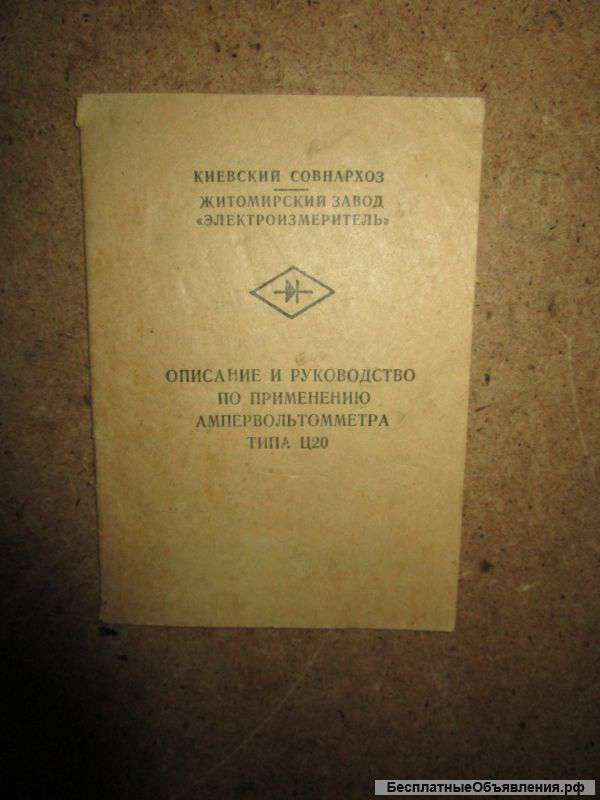 КИЕВСКИЙ СОВНАРХОЗ
ЖИТОМИРСКИЙ ЗАВОД
«ЭЛЕКТРОИЗМЕРИТЕЛЬ»
ОПИСАНИЕ И РУКОВОДСТВО
ПО ПРИМЕНЕНИЮ
АМПЕРВОЛЬТОММЕТРА
ТИПА Ц20
БесплатныеОбъявления.рф